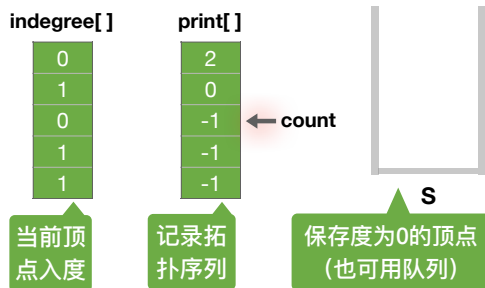 indegree[ ]
print[ ]
0
1
0
1
1
2
0
-1
-1
-1
count
S
当前顶
点入度
记录拓
扑序列
保存度为0的顶点
（也可用队列）